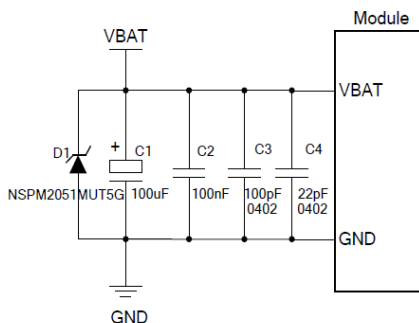 Module
VBAT
VBAT
D1
+
C1
C2
C3
C4
NSPM2051MUT5G
100uF
100nF
100pF
0402
22pF
0402
GND
GND